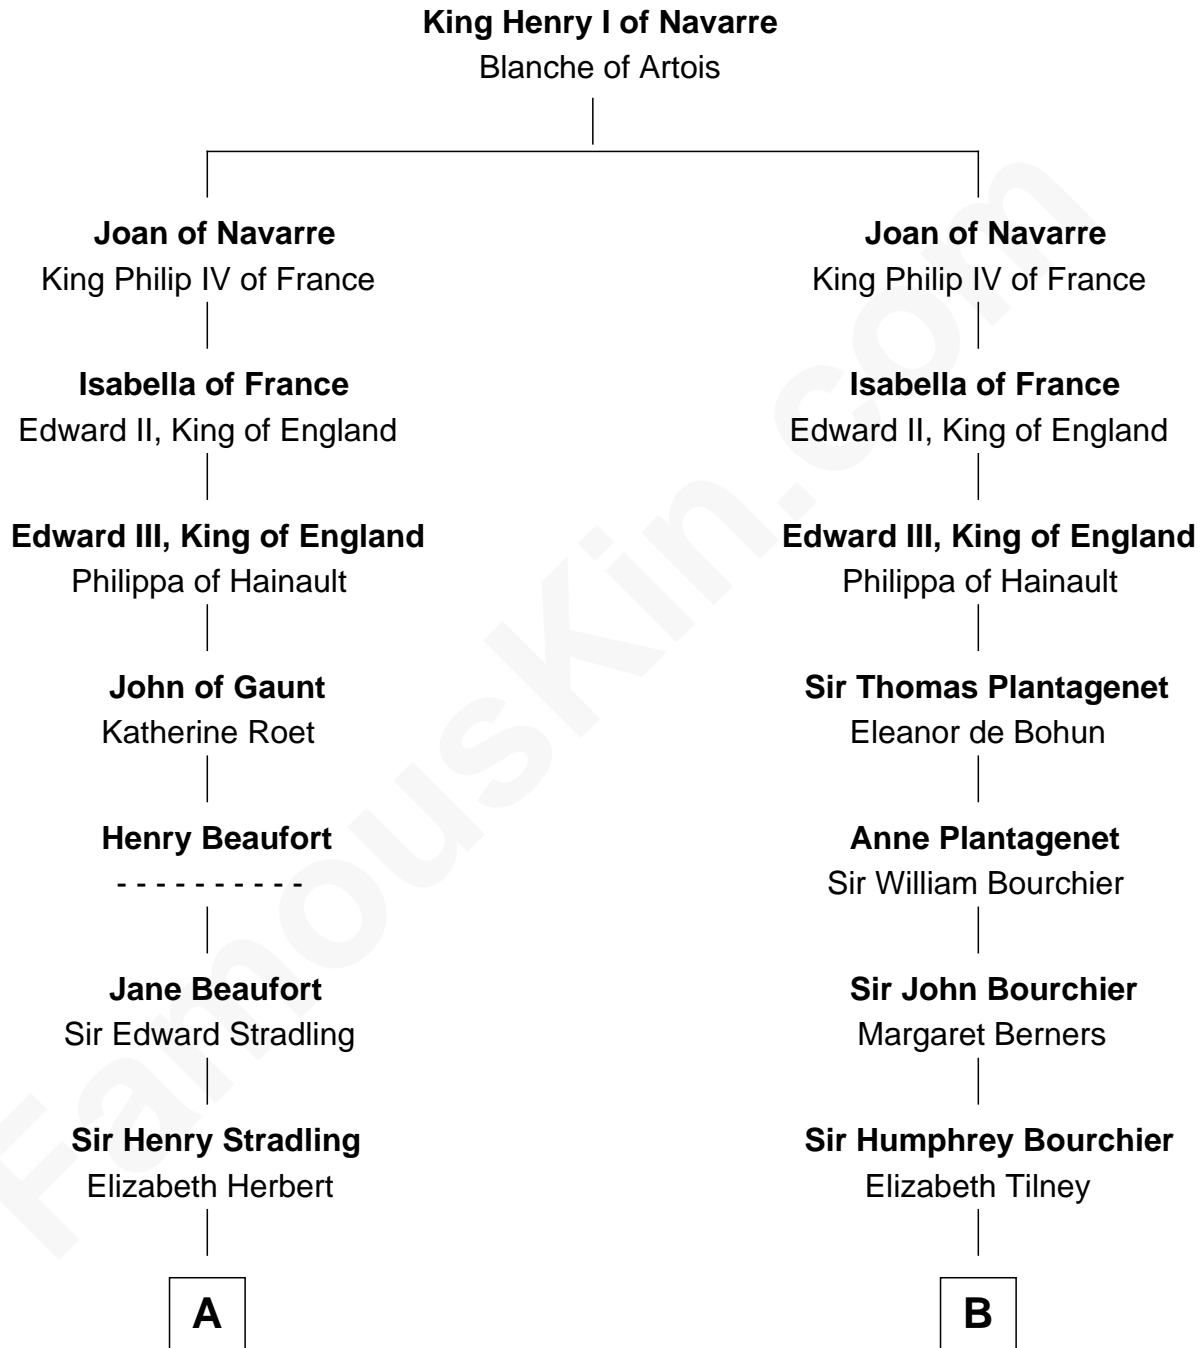 King Henry I of Navarre
Blanche of Artois
Joan of Navarre
King Philip IV of France
Joan of Navarre
King Philip IV of France
Isabella of France
Edward II, King of England
Isabella of France
Edward II, King of England
Edward III, King of England
Philippa of Hainault
Edward III, King of England
Philippa of Hainault
John of Gaunt
Katherine Roet
Sir Thomas Plantagenet
Eleanor de Bohun
Henry Beaufort
- - - - - - - - - -
Anne Plantagenet
Sir William Bourchier
Jane Beaufort
Sir Edward Stradling
Sir John Bourchier
Margaret Berners
Sir Henry Stradling
Elizabeth Herbert
Sir Humphrey Bourchier
Elizabeth Tilney
A
B
FamousKin.com